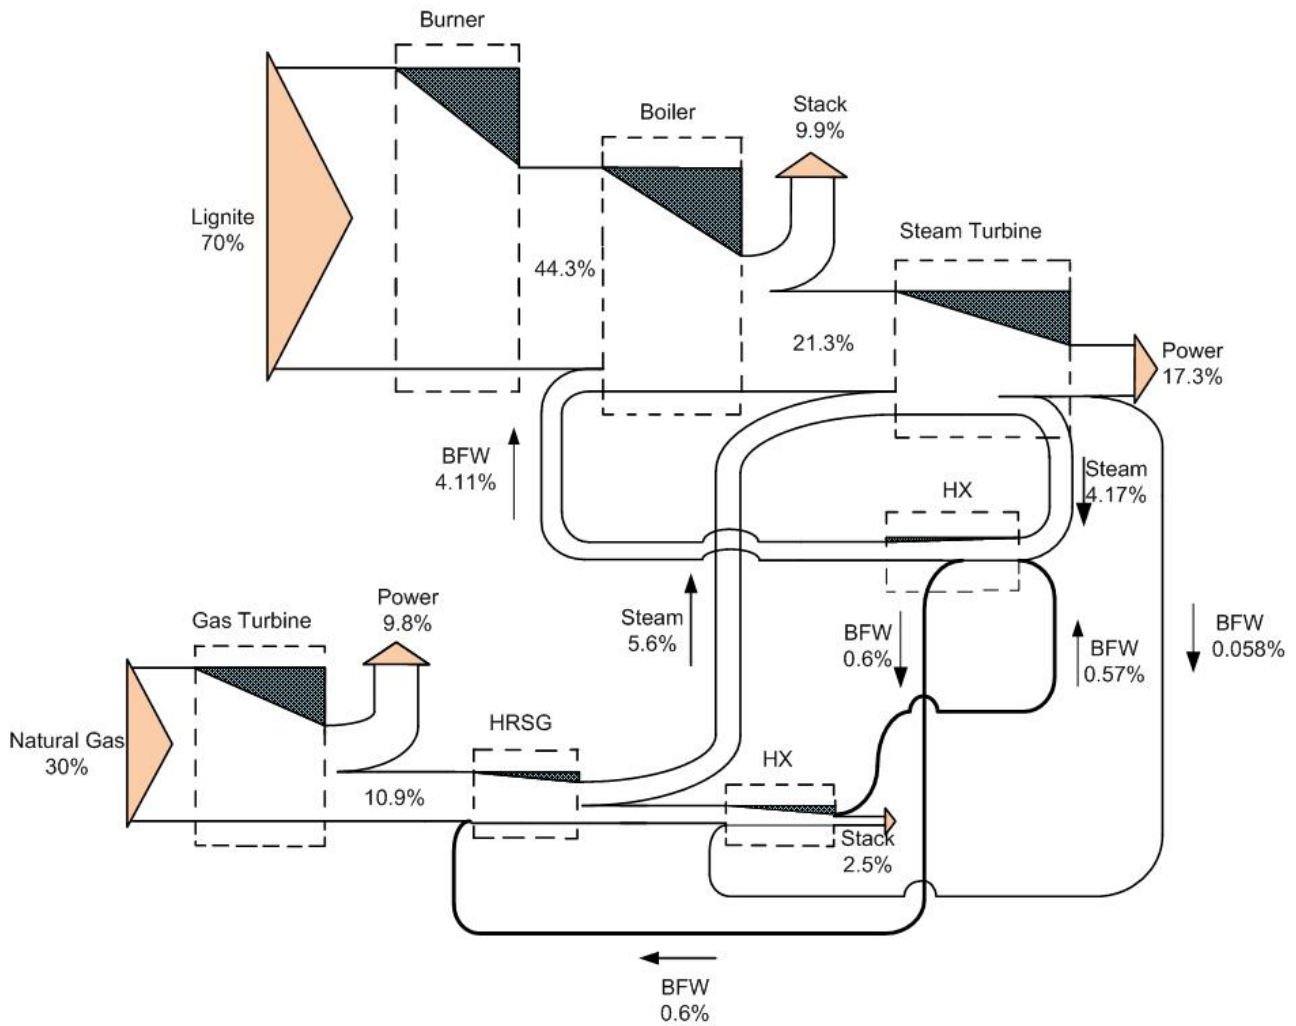 Burner
Boiler
Stack
9.9%
Lignite
70%
Steam Turbine
44.3%
21.3%
Power
17.3%
BFW
4.11%
Steam
4.17%
HX
Gas Turbine
Power
9.8%
Steam
5.6%
BFW
0.6%
BFW
0.57%
BFW
0.058%
Natural Gas
30%
HRSG
HX
10.9%
Stack
2.5%
BFW
0.6%